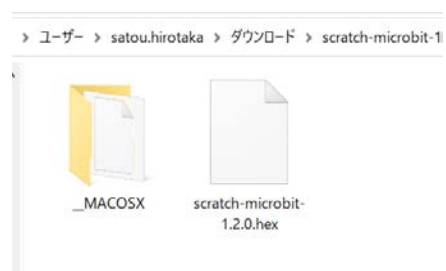 › ユーザー › satou.hirotaka › ダウンロード › scratch-microbit-1
__MACOSX
scratch-microbit-
1.2.0.hex